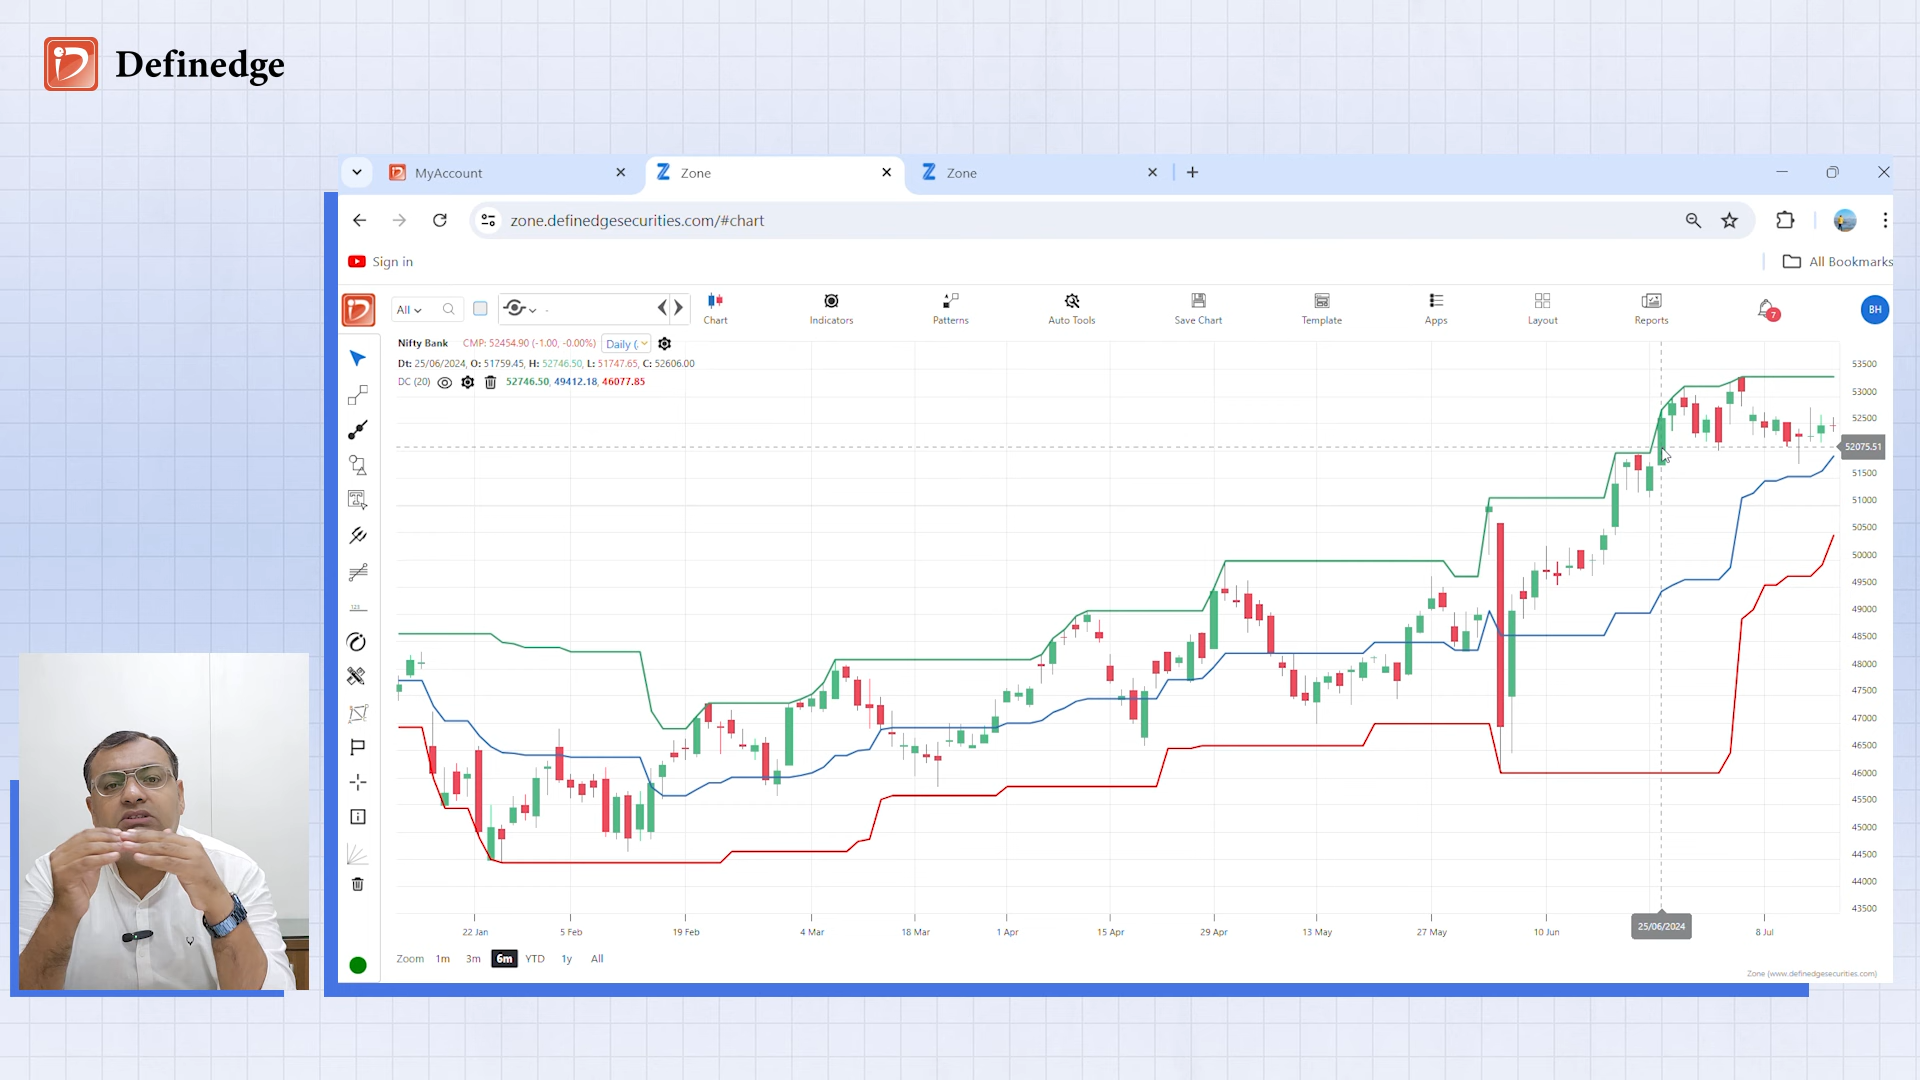 Definedge
MyAccount
Zone
Zone
zone.definedgesecurities.com/#chart
Sign in
All Bookmarks
All
-
Chart
Indicators
Patterns
Auto Tools
Save Chart
Template
Apps
Layout
Reports
7
BH
Nifty Bank CMP: 52454.90 (-1.00, -0.00%) Daily (
Dt: 25/06/2024, O: 51759.45, H: 52746.50, L: 51747.65, C: 52606.00
DC (20) 52746.50, 49412.18, 46077.85
53500
53000
52500
52075.51
51500
51000
50500
50000
49500
49000
48500
48000
47500
47000
46500
46000
45500
45000
44500
44000
43500
123
22 Jan 5 Feb 19 Feb 4 Mar 18 Mar 1 Apr 15 Apr 29 Apr 13 May 27 May 10 Jun 25/06/2024 8 Jul
Zoom 1m 3m 6m YTD 1y All
Zone (www.definedgesecurities.com)